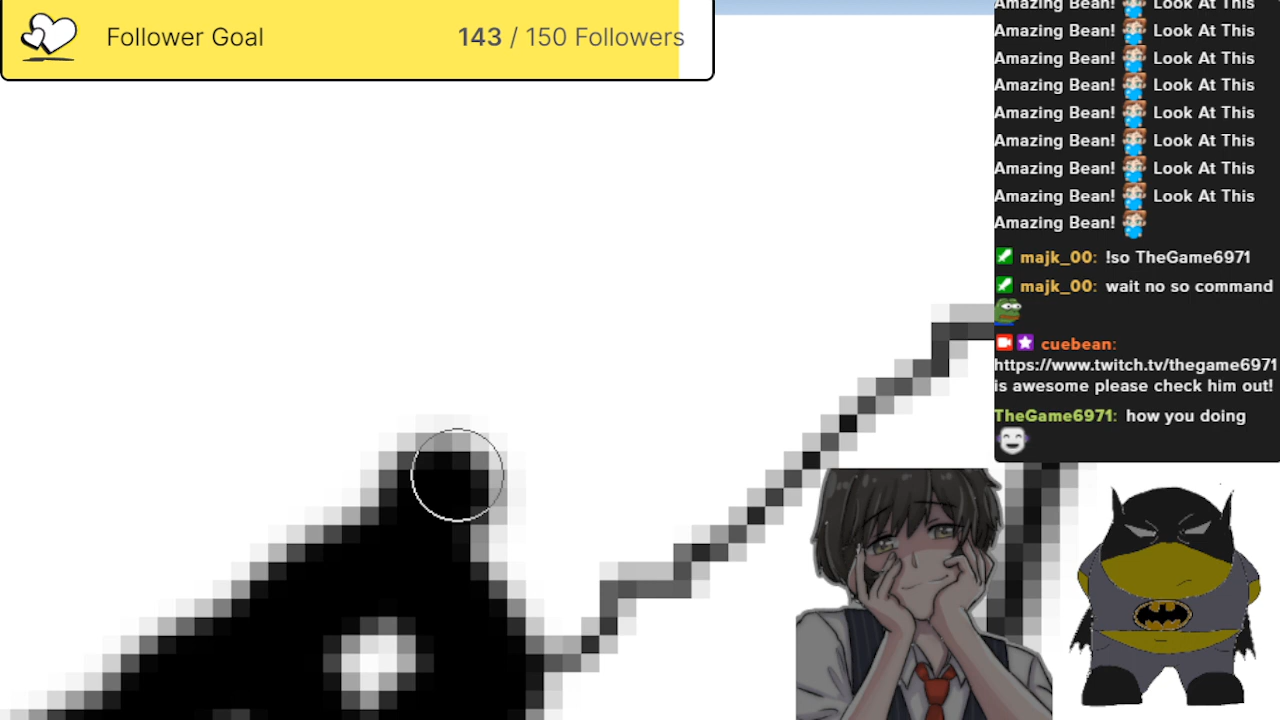 Follower Goal 143 / 150 Followers
Amazing Bean! Look At This
Amazing Bean! Look At This
Amazing Bean! Look At This
Amazing Bean! Look At This
Amazing Bean! Look At This
Amazing Bean! Look At This
Amazing Bean! Look At This
Amazing Bean! Look At This
Amazing Bean!
majk_00: !so TheGame6971
majk_00: wait no so command
cuebean:
https://www.twitch.tv/thegame6971
is awesome please check him out!
TheGame6971: how you doing